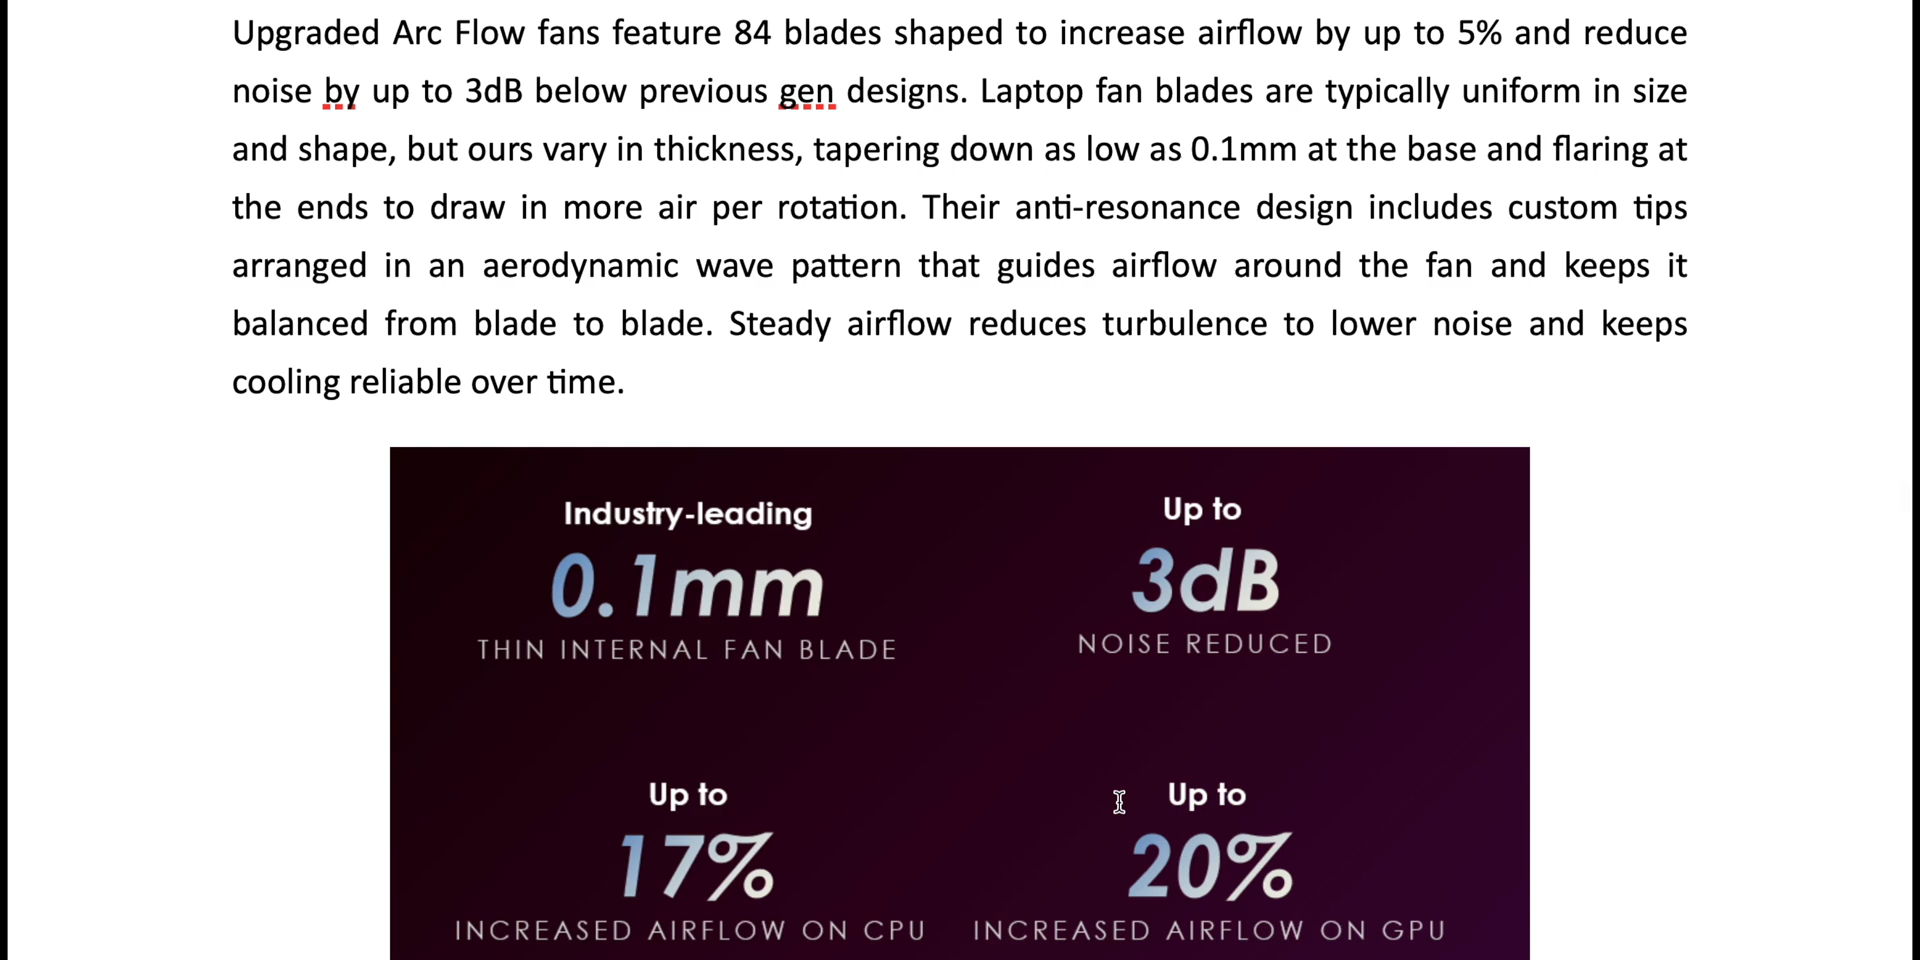 Upgraded Arc Flow fans feature 84 blades shaped to increase airflow by up to 5% and reduce
noise by up to 3dB below previous gen designs. Laptop fan blades are typically uniform in size
and shape, but ours vary in thickness, tapering down as low as 0.1mm at the base and flaring at
the ends to draw in more air per rotation. Their anti-resonance design includes custom tips
arranged in an aerodynamic wave pattern that guides airflow around the fan and keeps it
balanced from blade to blade. Steady airflow reduces turbulence to lower noise and keeps
cooling reliable over time.
Industry-leading
0.1mm
THIN INTERNAL FAN BLADE
Up to
3dB
NOISE REDUCED
Up to
17%
INCREASED AIRFLOW ON CPU
Up to
20%
INCREASED AIRFLOW ON GPU